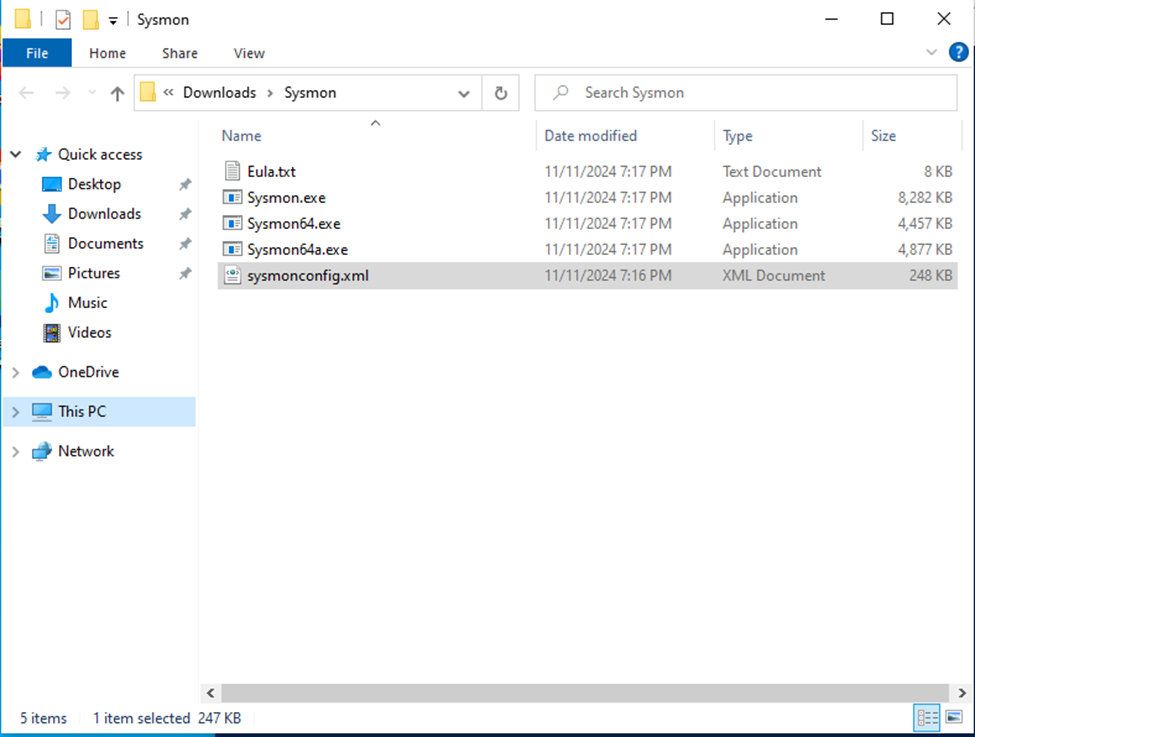 Sysmon
File Home Share View
« Downloads › Sysmon Search Sysmon
Name Date modified Type Size
Quick access
Desktop
Downloads
Documents
Pictures
Music
Videos
OneDrive
This PC
Network
Eula.txt 11/11/2024 7:17 PM Text Document 8 KB
Sysmon.exe 11/11/2024 7:17 PM Application 8,282 KB
Sysmon64.exe 11/11/2024 7:17 PM Application 4,457 KB
Sysmon64a.exe 11/11/2024 7:17 PM Application 4,877 KB
sysmonconfig.xml 11/11/2024 7:16 PM XML Document 248 KB
5 items 1 item selected 247 KB